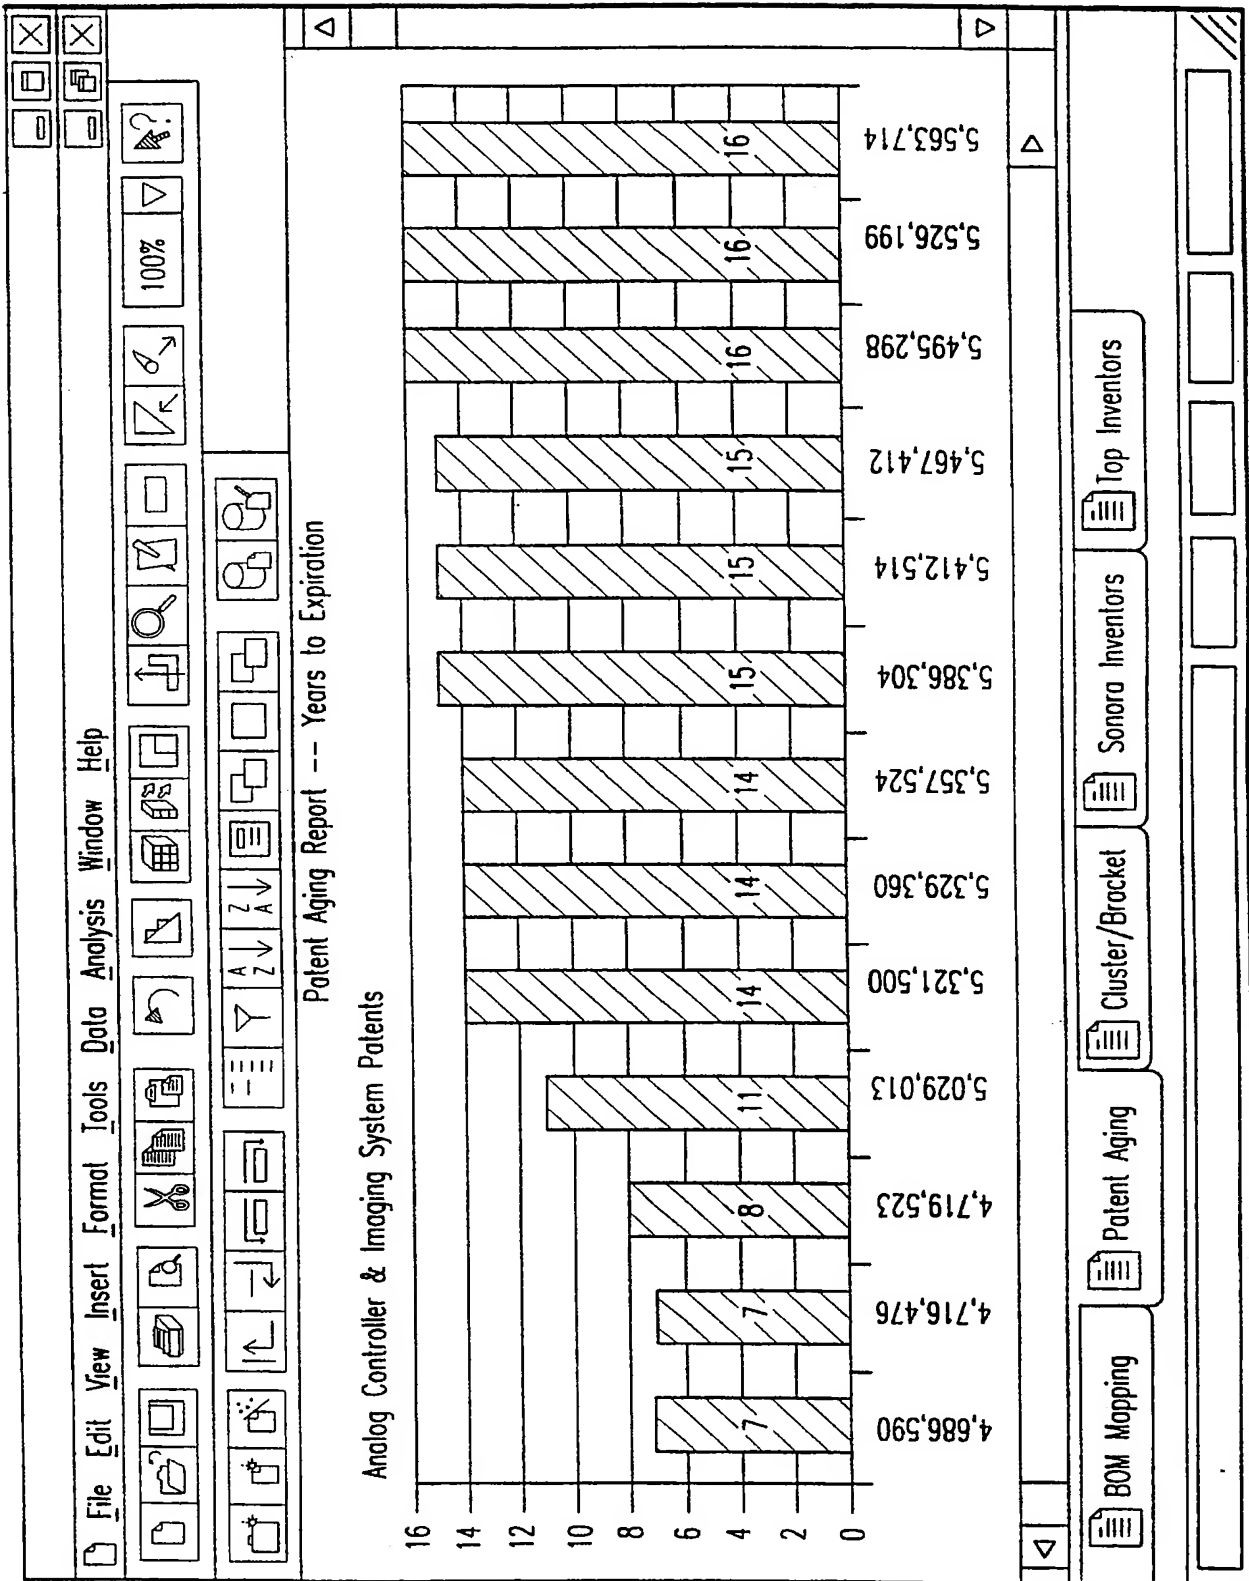 File Edit View Insert Format Tools Data Analysis Window Help
100% ?
A Z Z A
Patent Aging Report -- Years to Expiration
Analog Controller & Imaging System Patents
16
14
12
10
8
6
4
2
0
7 7 8 11 14 14 14 15 15 15 16 16 16
4,686,590 4,716,476 4,719,523 5,029,013 5,321,500 5,329,360 5,357,524 5,386,304 5,412,514 5,467,412 5,495,298 5,526,199 5,563,714
BOM Mapping Patent Aging Cluster/Bracket Sonora Inventors Top Inventors